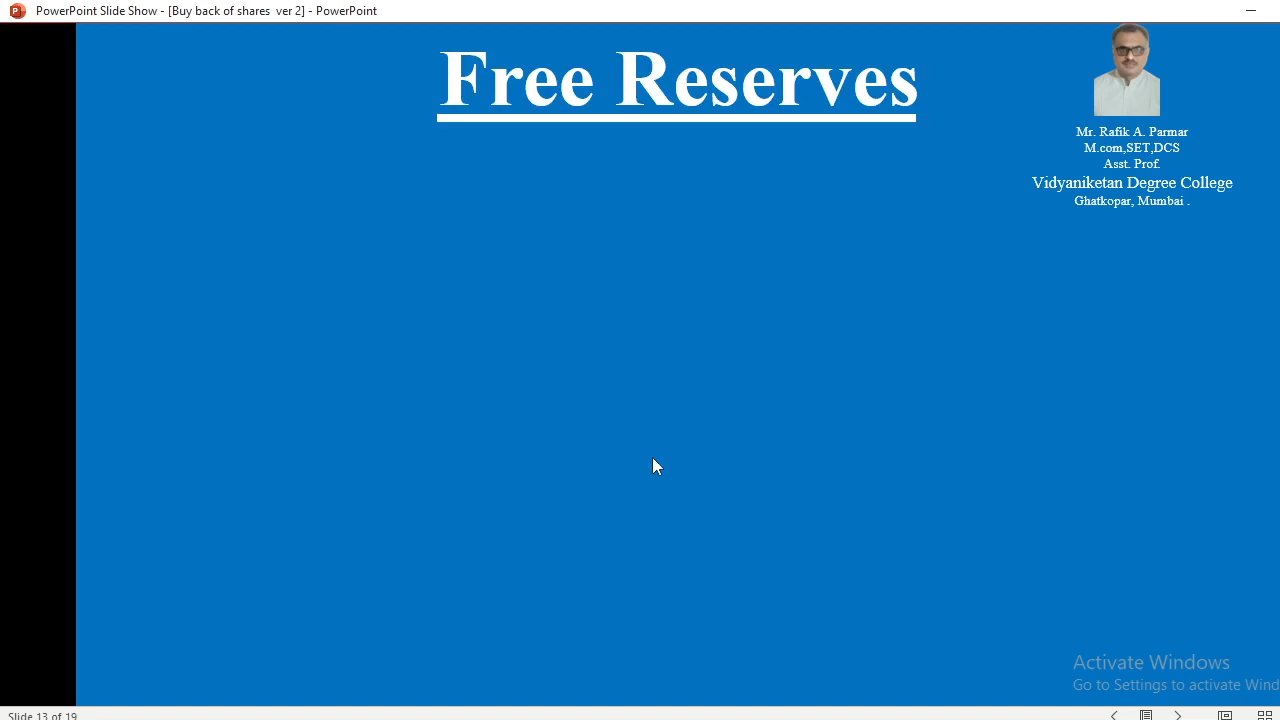 PowerPoint Slide Show - [Buy back of shares  ver 2] - PowerPoint
Free Reserves
Mr. Rafik A. Parmar
M.com,SET,DCS
Asst. Prof.
Vidyaniketan Degree College
Ghatkopar, Mumbai .
Activate Windows
Go to Settings to activate Wind
Slide 13 of 19